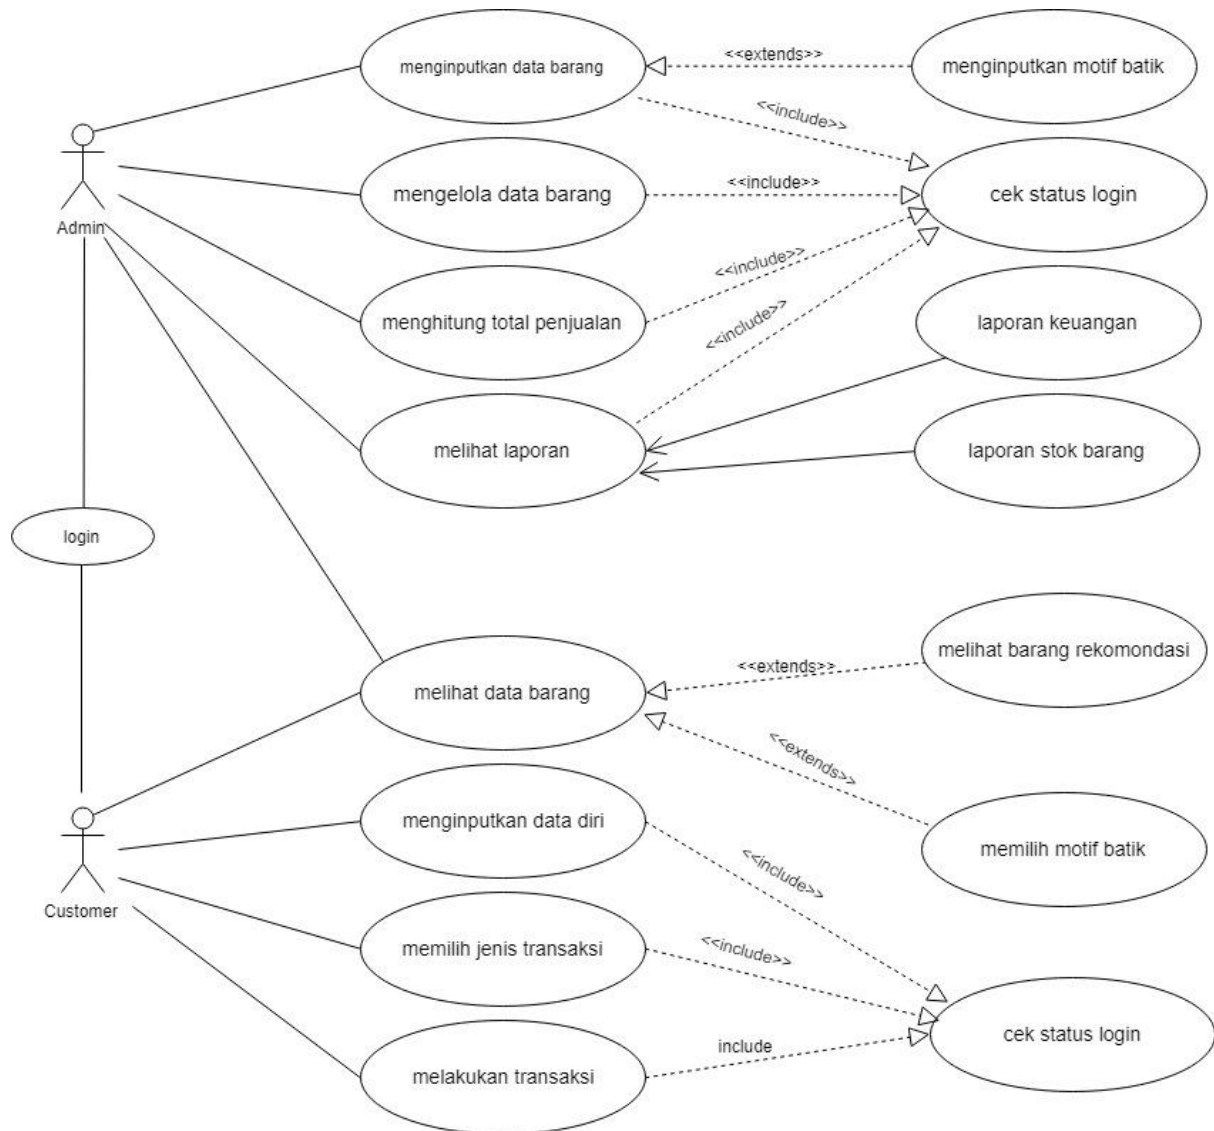 menginputkan data barang
<<extends>>
menginputkan motif batik
<<include>>
Admin
mengelola data barang
<<include>>
cek status login
menghitung total penjualan
<<include>>
laporan keuangan
<<include>>
melihat laporan
laporan stok barang
login
melihat data barang
<<extends>>
melihat barang rekomondasi
<<extends>>
menginputkan data diri
memilih motif batik
<<include>>
Customer
memilih jenis transaksi
<<include>>
cek status login
include
melakukan transaksi